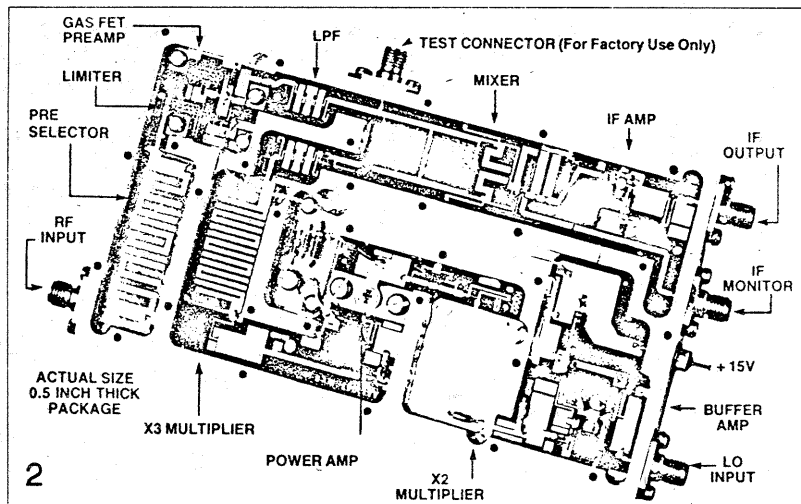 GAS FET
PREAMP
LPF
TEST CONNECTOR (For Factory Use Only)
LIMITER
MIXER
PRE
SELECTOR
IF AMP
IF
OUTPUT
RF
INPUT
IF
MONITOR
+ 15V
ACTUAL SIZE
0.5 INCH THICK
PACKAGE
BUFFER
AMP
X3 MULTIPLIER
POWER AMP
X2
MULTIPLIER
LO
INPUT
2